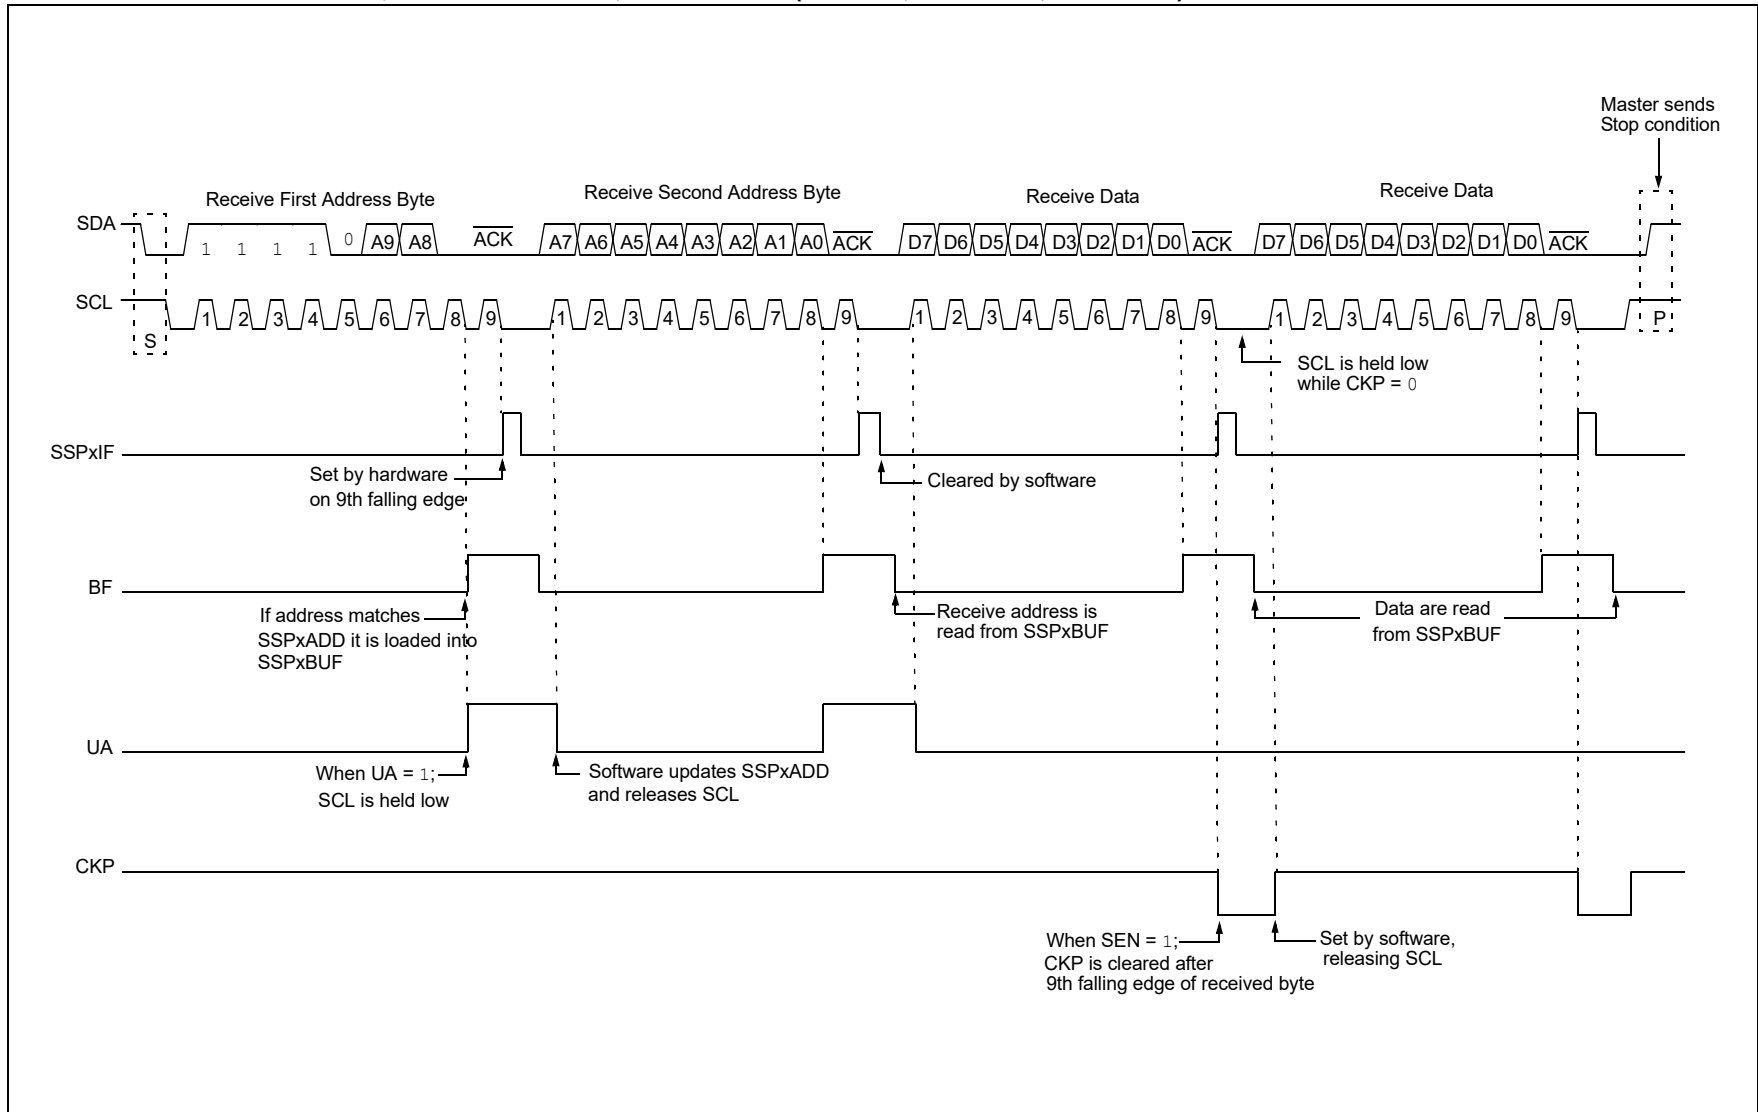 Master sends
Stop condition
Receive First Address Byte
Receive Second Address Byte
Receive Data
Receive Data
SDA
1 1 1 1 0 A9 A8 ACK A7 A6 A5 A4 A3 A2 A1 A0 ACK D7 D6 D5 D4 D3 D2 D1 D0 ACK D7 D6 D5 D4 D3 D2 D1 D0 ACK
SCL
S 1 2 3 4 5 6 7 8 9 1 2 3 4 5 6 7 8 9 1 2 3 4 5 6 7 8 9 1 2 3 4 5 6 7 8 9 P
SCL is held low
while CKP = 0
SSPxIF
Set by hardware
on 9th falling edge
Cleared by software
BF
If address matches
SSPxADD it is loaded into
SSPxBUF
Receive address is
read from SSPxBUF
Data are read
from SSPxBUF
UA
When UA = 1;
SCL is held low
Software updates SSPxADD
and releases SCL
CKP
When SEN = 1;
CKP is cleared after
9th falling edge of received byte
Set by software,
releasing SCL